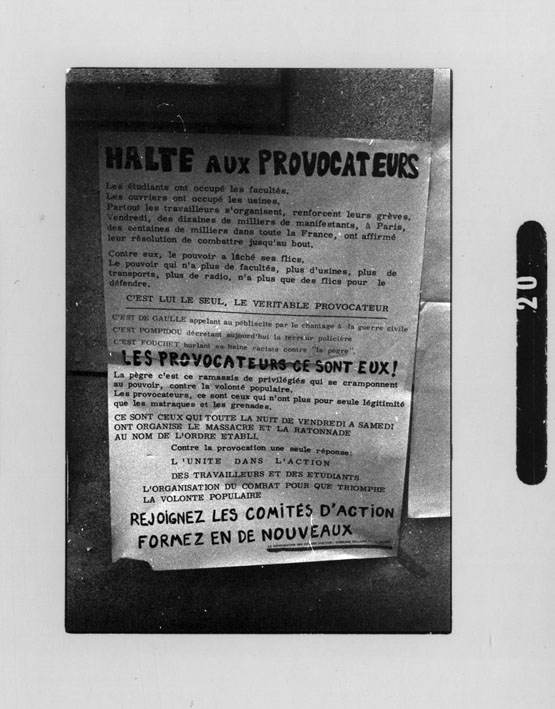 HALTE AUX PROVOCATEURS
Les étudiants ont occupé les facultés.
Les ouvriers ont occupé les usines.
Partout les travailleurs s'organisent, renforcent leurs grèves.
Vendredi, des dizaines de milliers de manifestants, à Paris,
des centaines de milliers dans toute la France, ont affirmé
leur résolution de combattre jusqu'au bout.
Contre eux, le pouvoir a lâché ses flics.
Le pouvoir qui n'a plus de facultés, plus d'usines, plus de
transports, plus de radio, n'a plus que des flics pour le
défendre.
C'EST LUI LE SEUL, LE VERITABLE PROVOCATEUR
C'EST DE GAULLE appelant au plébiscite par le chantage à la guerre civile
C'EST POMPIDOU décrétant aujourd'hui la terreur policière
C'EST FOUCHET hurlant sa haine raciste contre "la pègre".
LES PROVOCATEURS CE SONT EUX!
La pègre c'est ce ramassis de privilégiés qui se cramponnent
au pouvoir, contre la volonté populaire.
Les provocateurs, ce sont ceux qui n'ont plus pour seule légitimité
que les matraques et les grenades.
CE SONT CEUX QUI TOUTE LA NUIT DE VENDREDI A SAMEDI
ONT ORGANISE LE MASSACRE ET LA RATONNADE
AU NOM DE L'ORDRE ETABLI.
Contre la provocation une seule réponse:
L'UNITE DANS L'ACTION
DES TRAVAILLEURS ET DES ETUDIANTS
L'ORGANISATION DU COMBAT POUR QUE TRIOMPHE
LA VOLONTE POPULAIRE
REJOIGNEZ LES COMITÉS D'ACTION
FORMEZ EN DE NOUVEAUX
20